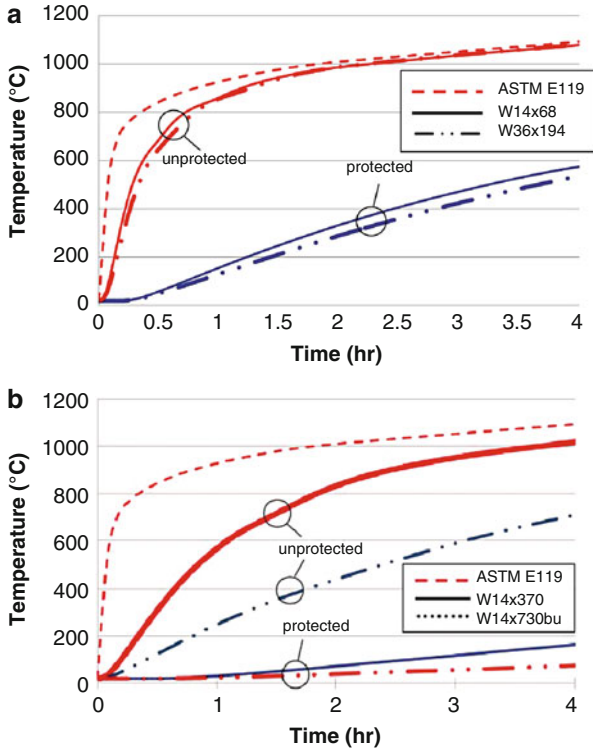 a
1200
1000
800
600
400
200
0
Temperature (°C)
ASTM E119
W14x68
W36x194
unprotected
protected
0 0.5 1 1.5 2 2.5 3 3.5 4
Time (hr)
b
1200
1000
800
600
400
200
0
Temperature (°C)
unprotected
ASTM E119
W14x370
W14x730bu
protected
0 1 2 3 4
Time (hr)